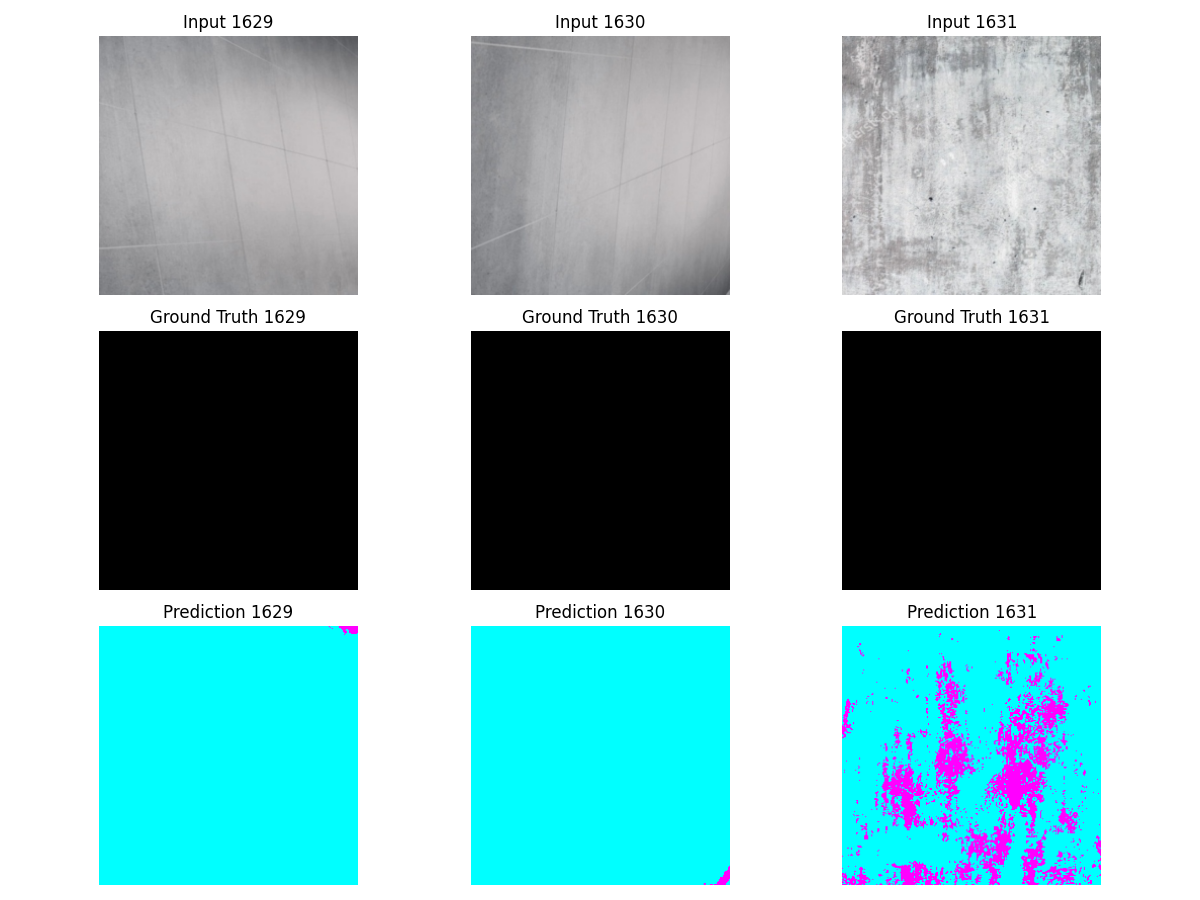 Input 1629
Input 1630
Input 1631
Ground Truth 1629
Ground Truth 1630
Ground Truth 1631
Prediction 1629
Prediction 1630
Prediction 1631